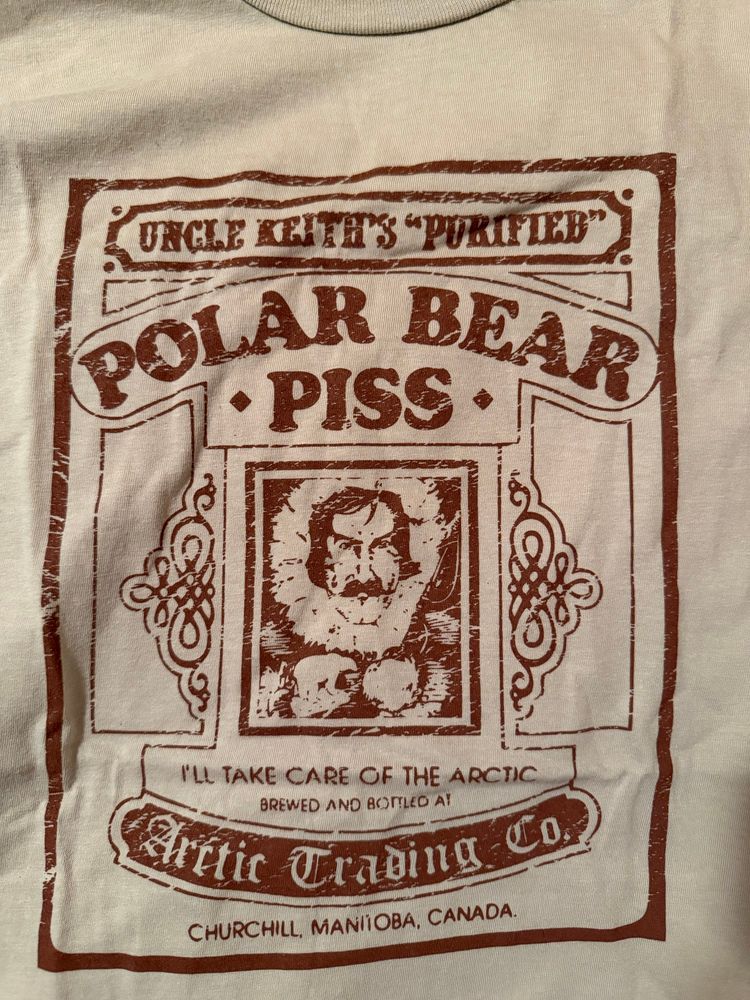 UNCLE KEITH'S "PURIFIED"
POLAR BEAR
· PISS ·
I'LL TAKE CARE OF THE ARCTIC
BREWED AND BOTTLED AT
Arctic Trading Co.
CHURCHILL, MANITOBA, CANADA.